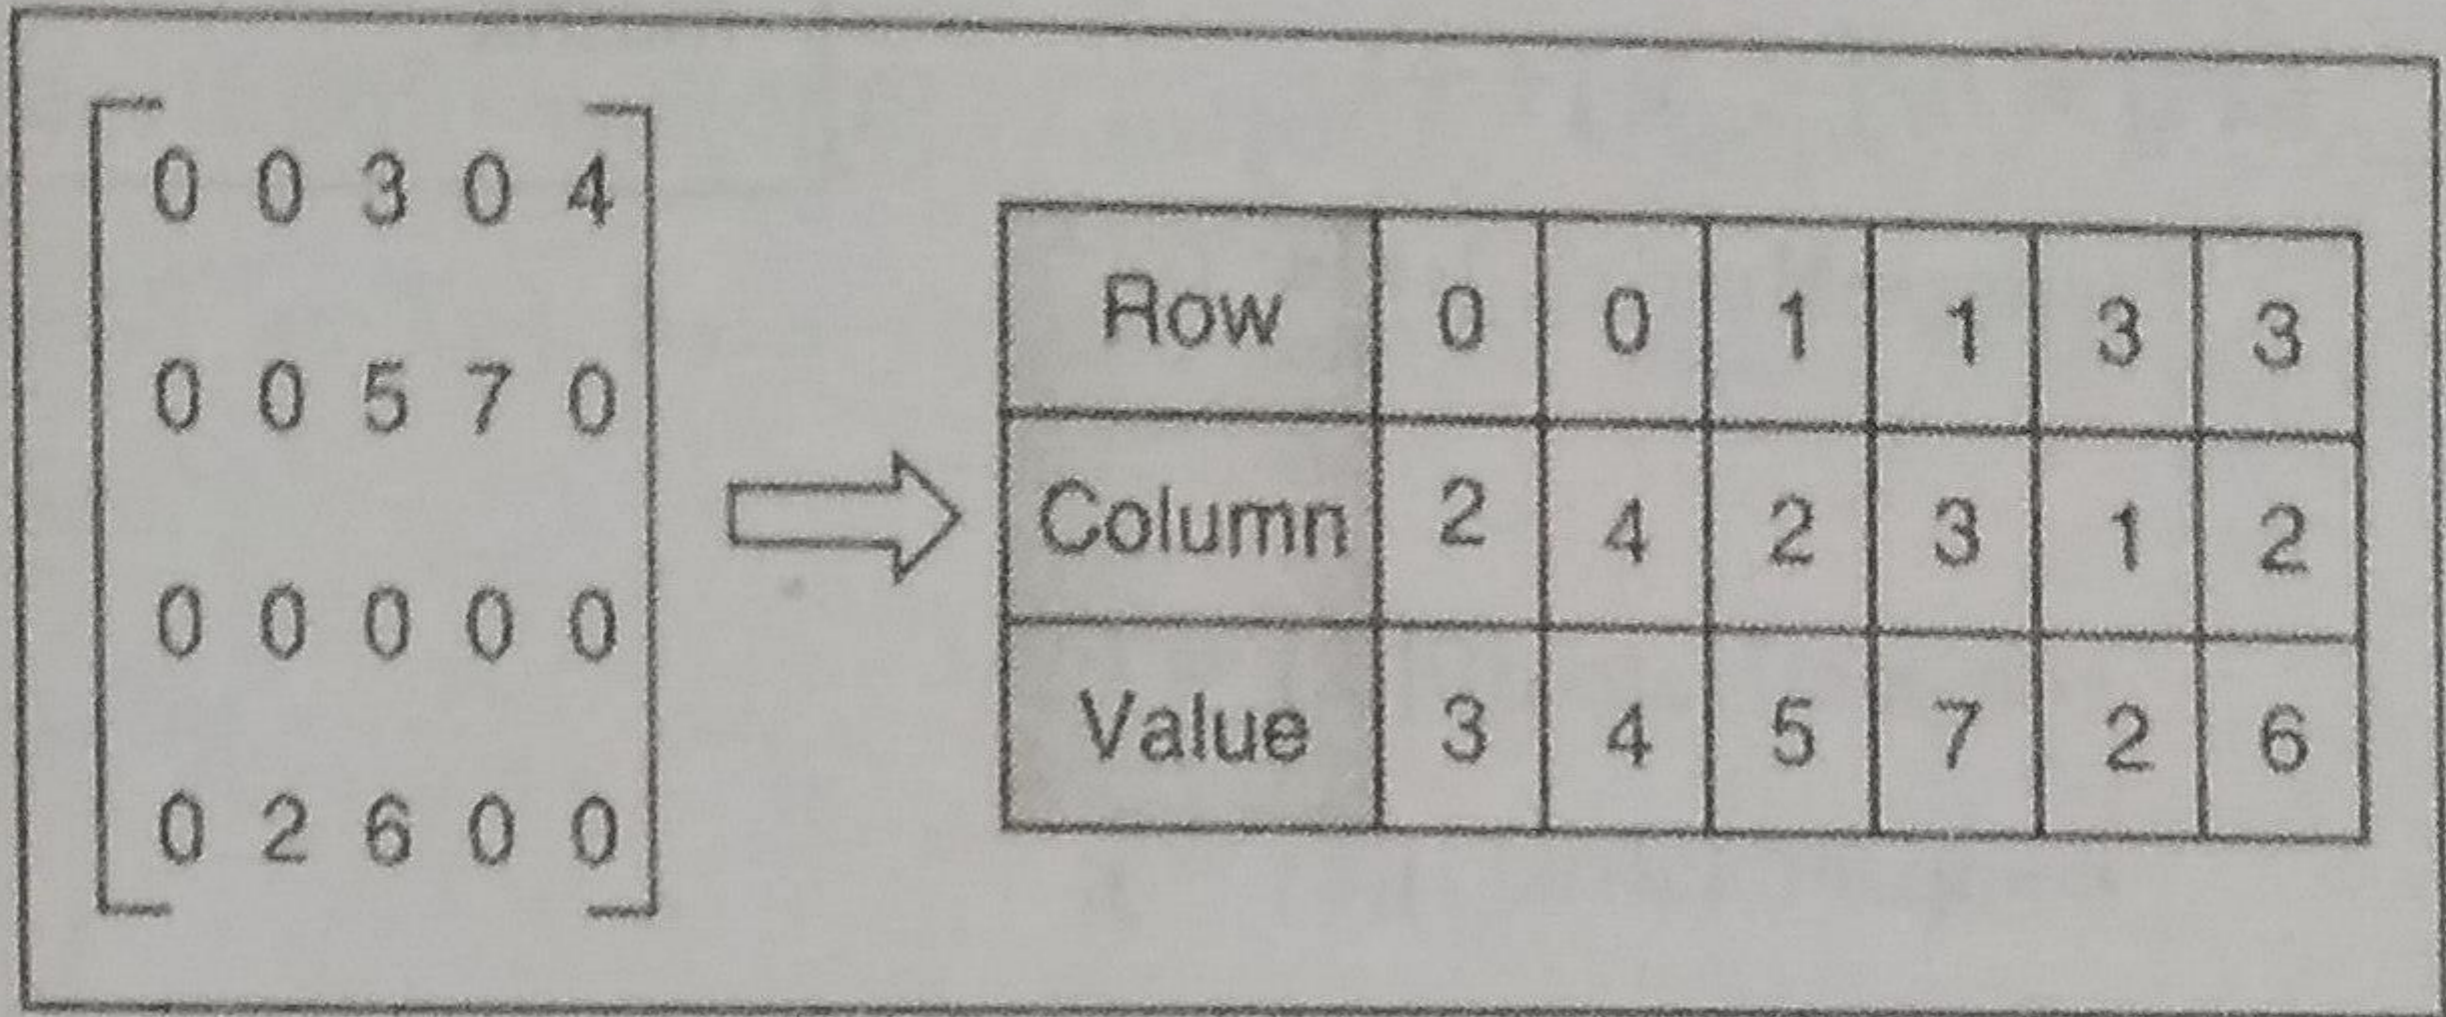 0 0 3 0 4
0 0 5 7 0
0 0 0 0 0
0 2 6 0 0
Row 0 0 1 1 3 3
Column 2 4 2 3 1 2
Value 3 4 5 7 2 6